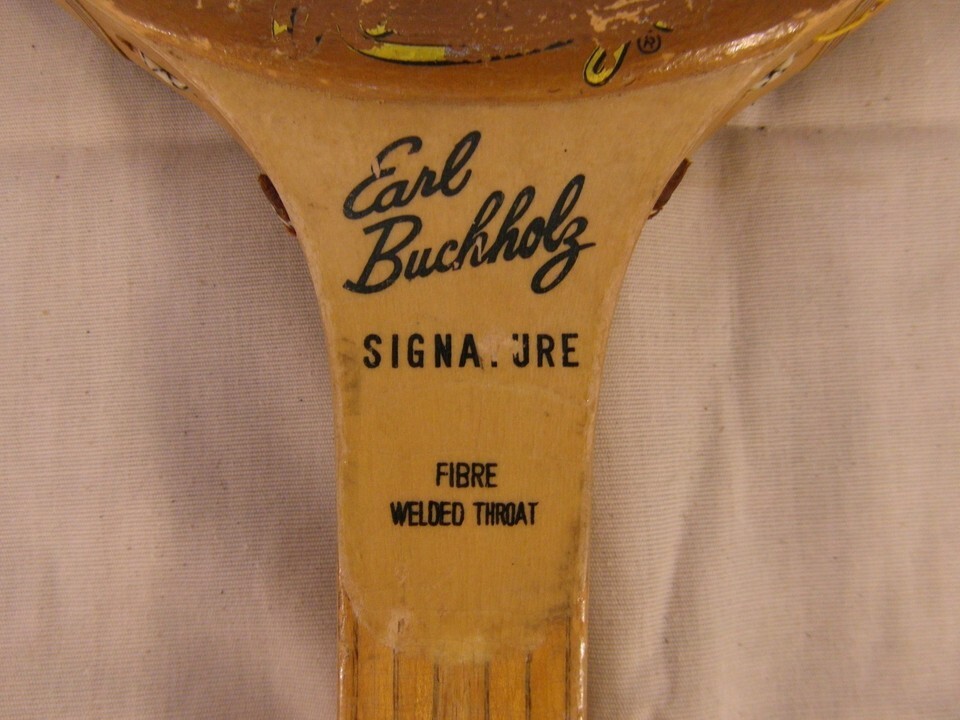 ®
Earl
Buchholz
SIGNATURE
FIBRE
WELDED THROAT